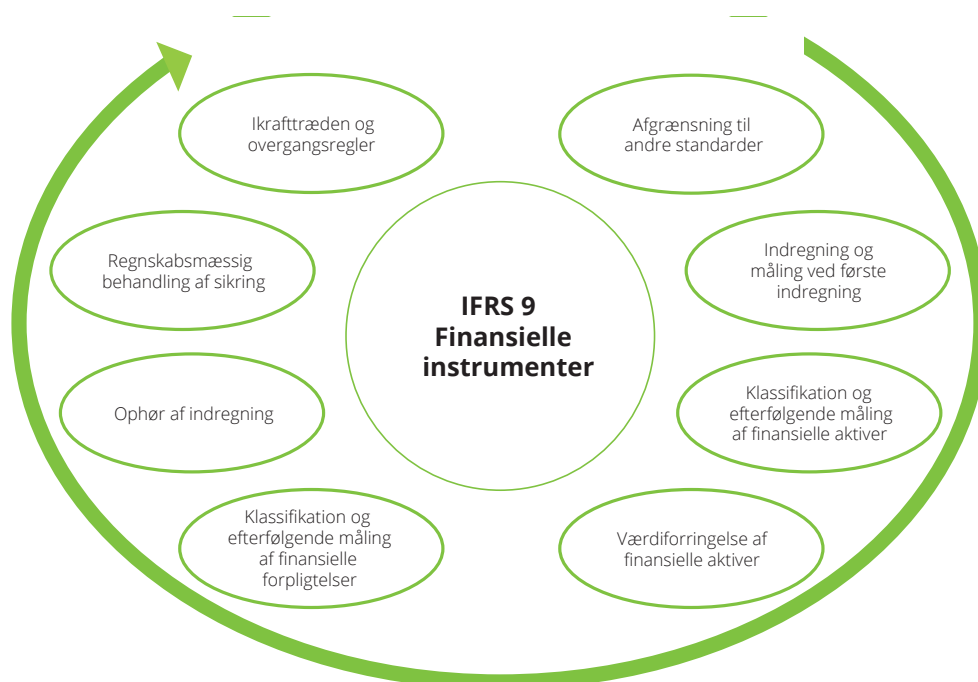 Ikrafttræden og
overgangsregler
Afgrænsning til
andre standarder
Regnskabsmæssig
behandling af sikring
Indregning og
måling ved første
indregning
IFRS 9
Finansielle
instrumenter
Ophør af indregning
Klassifikation og
efterfølgende måling
af finansielle aktiver
Klassifikation og
efterfølgende måling
af finansielle
forpligtelser
Værdiforringelse af
finansielle aktiver